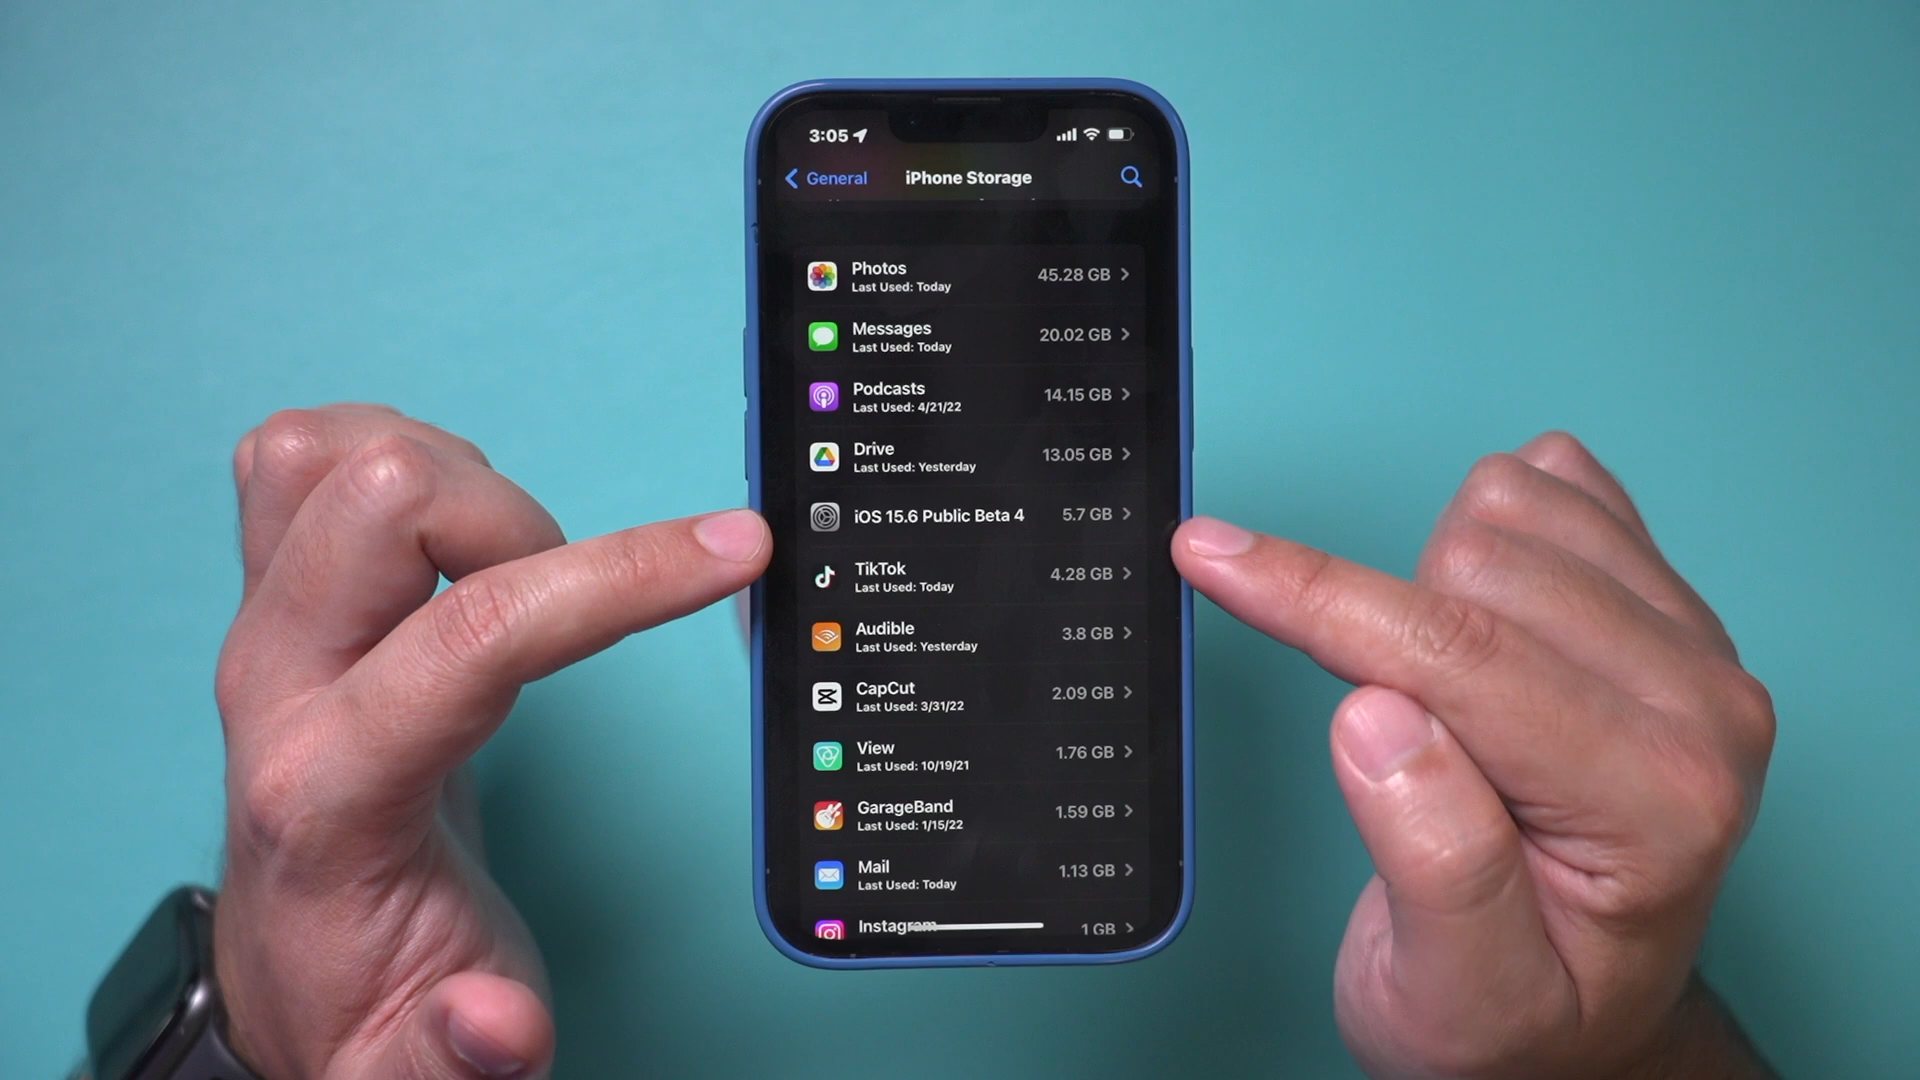 3:05
General
iPhone Storage
Photos
Last Used: Today
45.28 GB
Messages
Last Used: Today
20.02 GB
Podcasts
Last Used: 4/21/22
14.15 GB
Drive
Last Used: Yesterday
13.05 GB
iOS 15.6 Public Beta 4
5.7 GB
TikTok
Last Used: Today
4.28 GB
Audible
Last Used: Yesterday
3.8 GB
CapCut
Last Used: 3/31/22
2.09 GB
View
Last Used: 10/19/21
1.76 GB
GarageBand
Last Used: 1/15/22
1.59 GB
Mail
Last Used: Today
1.13 GB
Instagram
1 GB